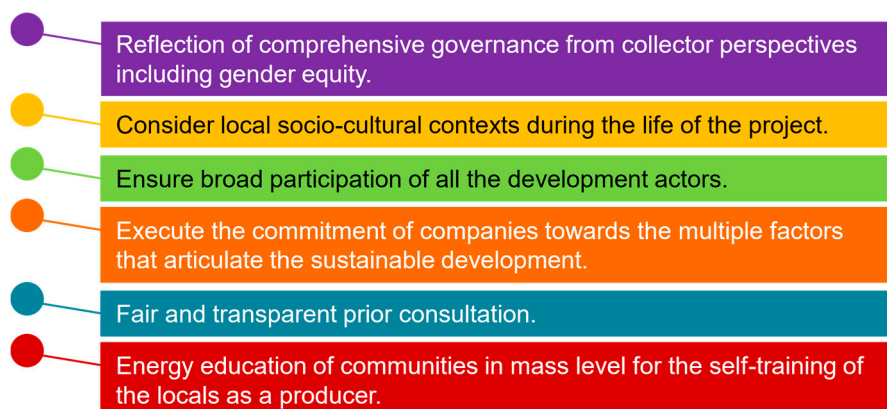 Reflection of comprehensive governance from collector perspectives
including gender equity.
Consider local socio-cultural contexts during the life of the project.
Ensure broad participation of all the development actors.
Execute the commitment of companies towards the multiple factors
that articulate the sustainable development.
Fair and transparent prior consultation.
Energy education of communities in mass level for the self-training of
the locals as a producer.